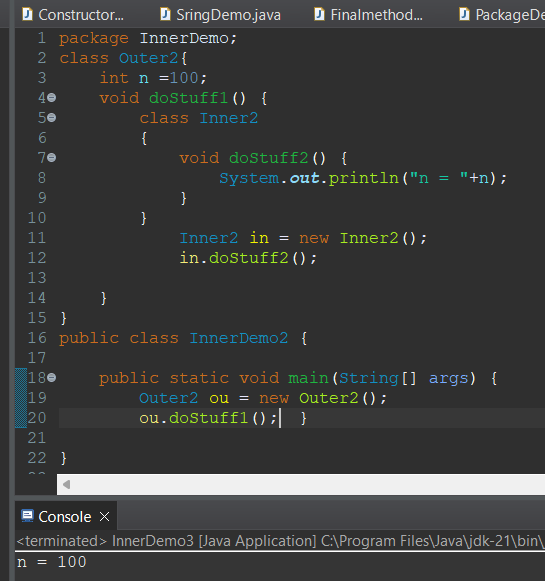 Constructor... SringDemo.java Finalmethod... PackageDe
1 package InnerDemo;
2 class Outer2{
3     int n =100;
4     void doStuff1() {
5         class Inner2
6         {
7             void doStuff2() {
8                 System.out.println("n = "+n);
9             }
10         }
11             Inner2 in = new Inner2();
12             in.doStuff2();
13
14     }
15 }
16 public class InnerDemo2 {
17
18     public static void main(String[] args) {
19         Outer2 ou = new Outer2();
20         ou.doStuff1();  }
21
22 }
Console
<terminated> InnerDemo3 [Java Application] C:\Program Files\Java\jdk-21\bin\
n = 100